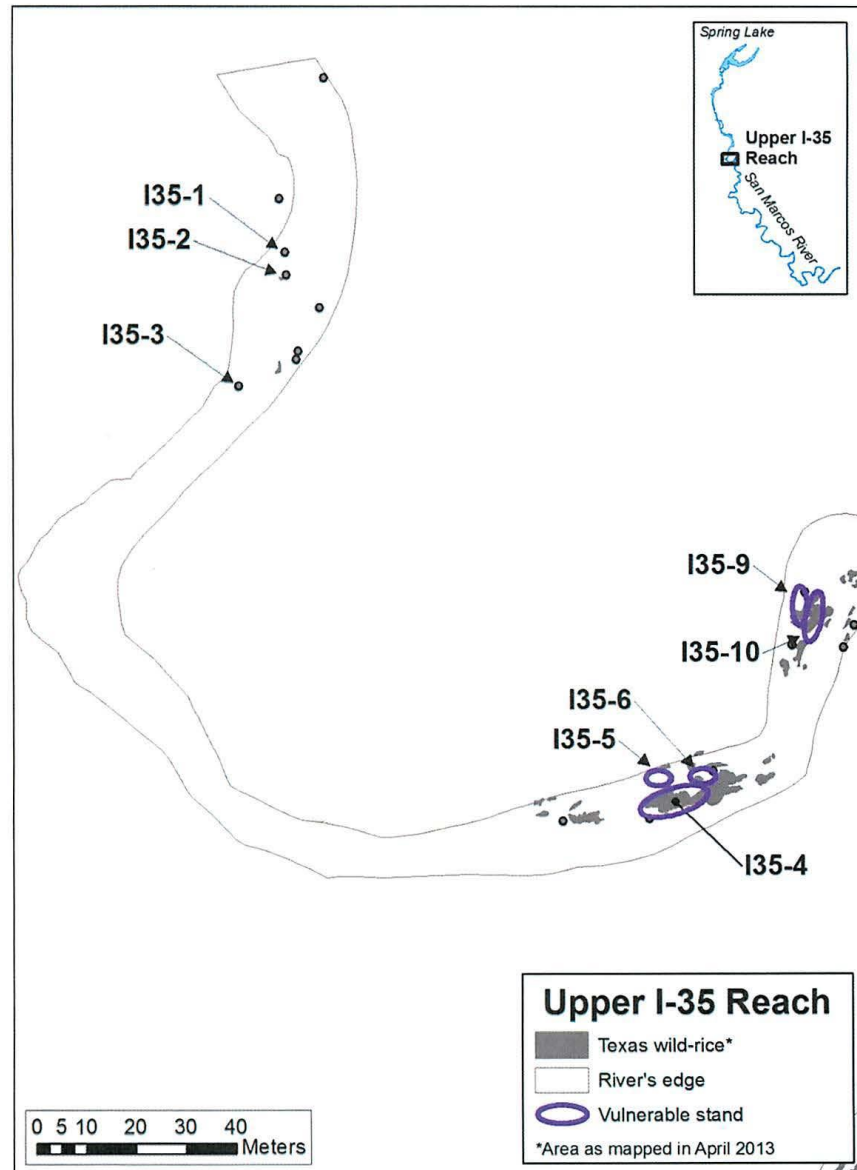 Spring Lake
Upper I-35
Reach
San Marcos River
I35-1
I35-2
I35-3
I35-9
I35-10
I35-6
I35-5
I35-4
Upper I-35 Reach
Texas wild-rice*
River's edge
Vulnerable stand
*Area as mapped in April 2013
0 5 10 20 30 40
Meters